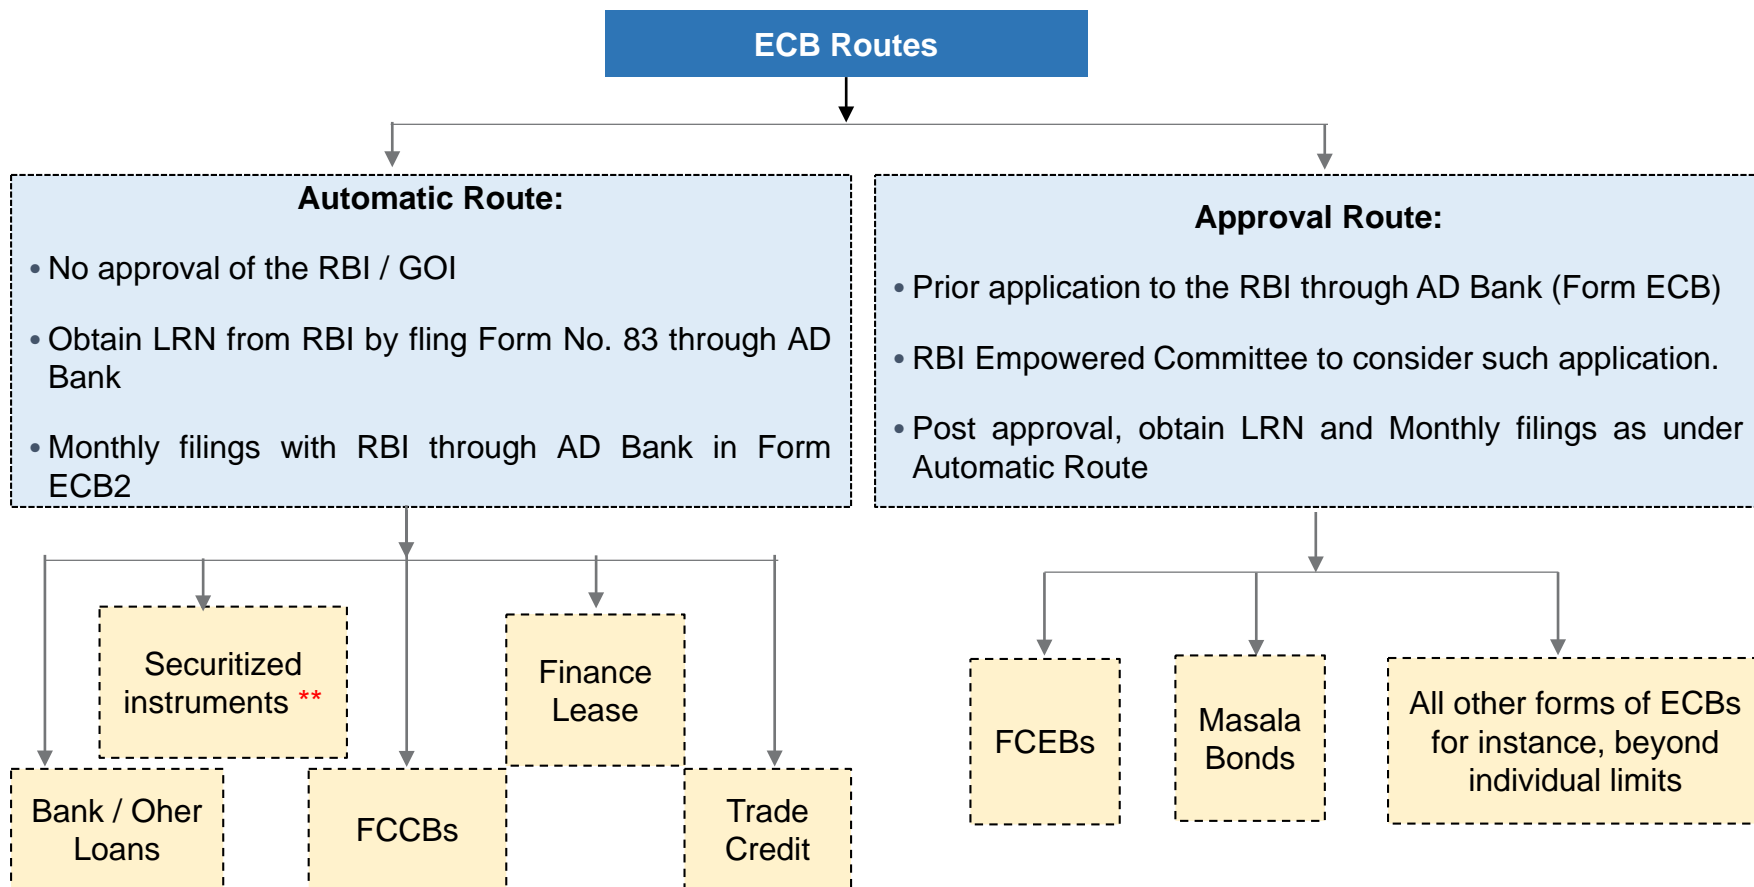 ECB Routes
Automatic Route:
• No approval of the RBI / GOI
• Obtain LRN from RBI by fling Form No. 83 through AD
Bank
• Monthly filings with RBI through AD Bank in Form
ECB2
Approval Route:
• Prior application to the RBI through AD Bank (Form ECB)
• RBI Empowered Committee to consider such application.
• Post approval, obtain LRN and Monthly filings as under
Automatic Route
Bank / Oher
Loans
Securitized
instruments **
FCCBs
Finance
Lease
Trade
Credit
FCEBs
Masala
Bonds
All other forms of ECBs
for instance, beyond
individual limits